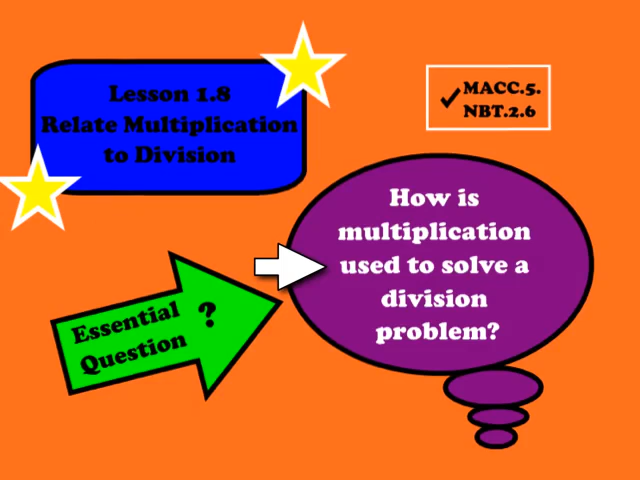 Lesson 1.8
Relate Multiplication
to Division
MACC.5.
NBT.2.6
How is
multiplication
used to solve a
division
problem?
Essential ?
Question